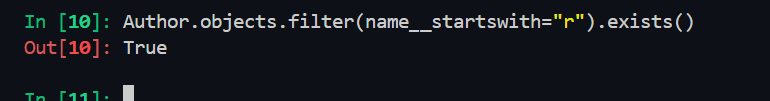 In [10]: Author.objects.filter(name__startswith="r").exists()
Out[10]: True
In [11]: